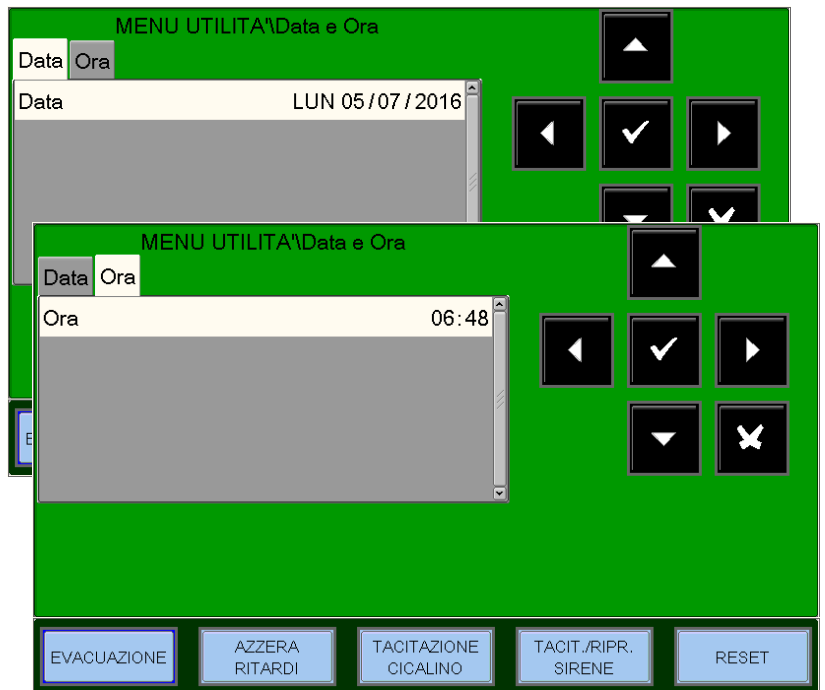 MENU UTILITA'\Data e Ora
Data Ora
Data LUN 05/07/2016
MENU UTILITA'\Data e Ora
Data Ora
Ora 06:48
E
EVACUAZIONE
AZZERA
RITARDI
TACITAZIONE
CICALINO
TACIT./RIPR.
SIRENE
RESET